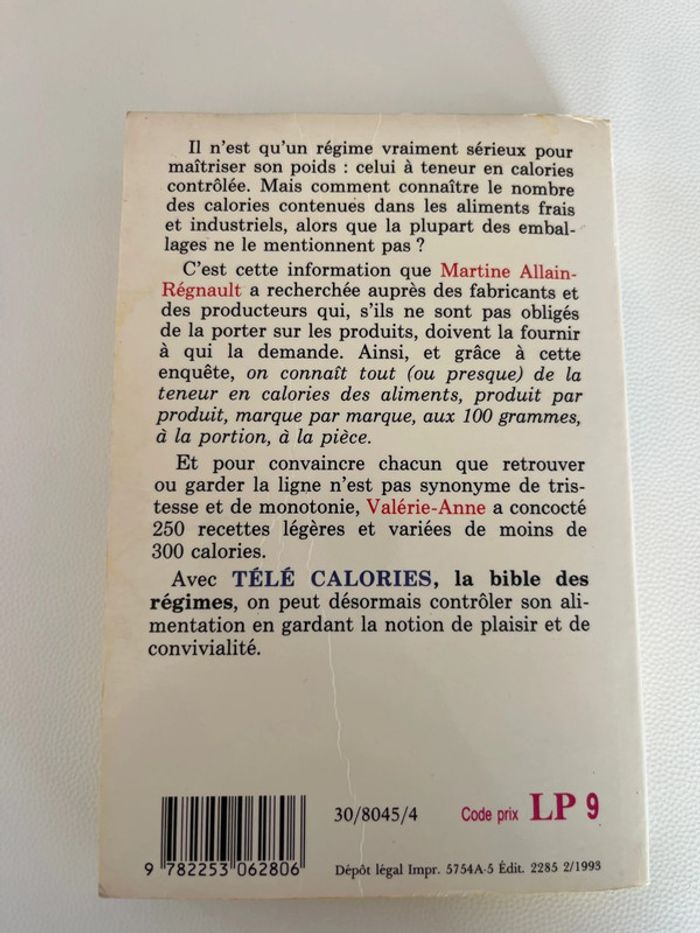 Il n'est qu'un régime vraiment sérieux pour
maîtriser son poids : celui à teneur en calories
contrôlée. Mais comment connaître le nombre
des calories contenues dans les aliments frais
et industriels, alors que la plupart des embal-
lages ne le mentionnent pas ?
C'est cette information que Martine Allain-
Régnault a recherchée auprès des fabricants et
des producteurs qui, s'ils ne sont pas obligés
de la porter sur les produits, doivent la fournir
à qui la demande. Ainsi, et grâce à cette
enquête, on connaît tout (ou presque) de la
teneur en calories des aliments, produit par
produit, marque par marque, aux 100 grammes,
à la portion, à la pièce.
Et pour convaincre chacun que retrouver
ou garder la ligne n'est pas synonyme de tris-
tesse et de monotonie, Valérie-Anne a concocté
250 recettes légères et variées de moins de
300 calories.
Avec TÉLÉ CALORIES, la bible des
régimes, on peut désormais contrôler son ali-
mentation en gardant la notion de plaisir et de
convivialité.
30/8045/4 Code prix LP 9
9 782253 062806
Dépôt légal Impr. 5754A-5 Édit. 2285 2/1993